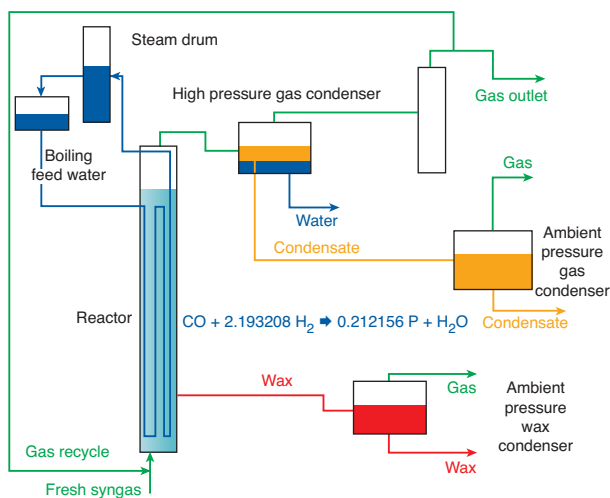 Steam drum
High pressure gas condenser
Gas outlet
Boiling
feed water
Gas
Water
Condensate
Ambient
pressure
gas
condenser
Reactor
CO + 2.193208 H₂ ➡ 0.212156 P + H₂O
Condensate
Wax
Gas
Ambient
pressure
wax
condenser
Gas recycle
Wax
Fresh syngas